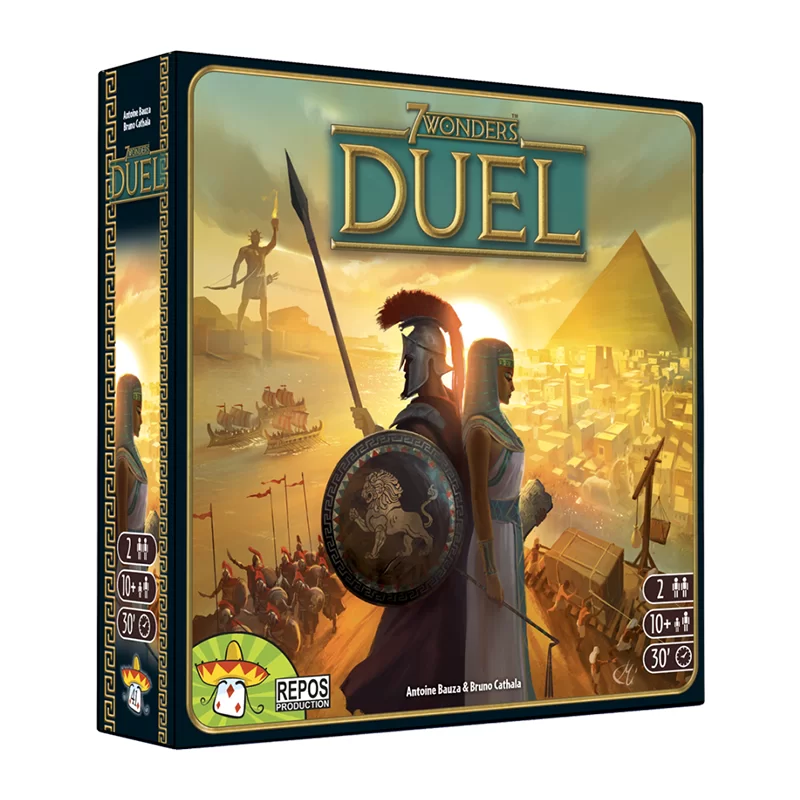 Antoine Bauza
Bruno Cathala
7 WONDERS
DUEL
2
10+
30'
7 WONDERS™
DUEL
2
10+
30'
Antoine Bauza & Bruno Cathala
REPOS
PRODUCTION